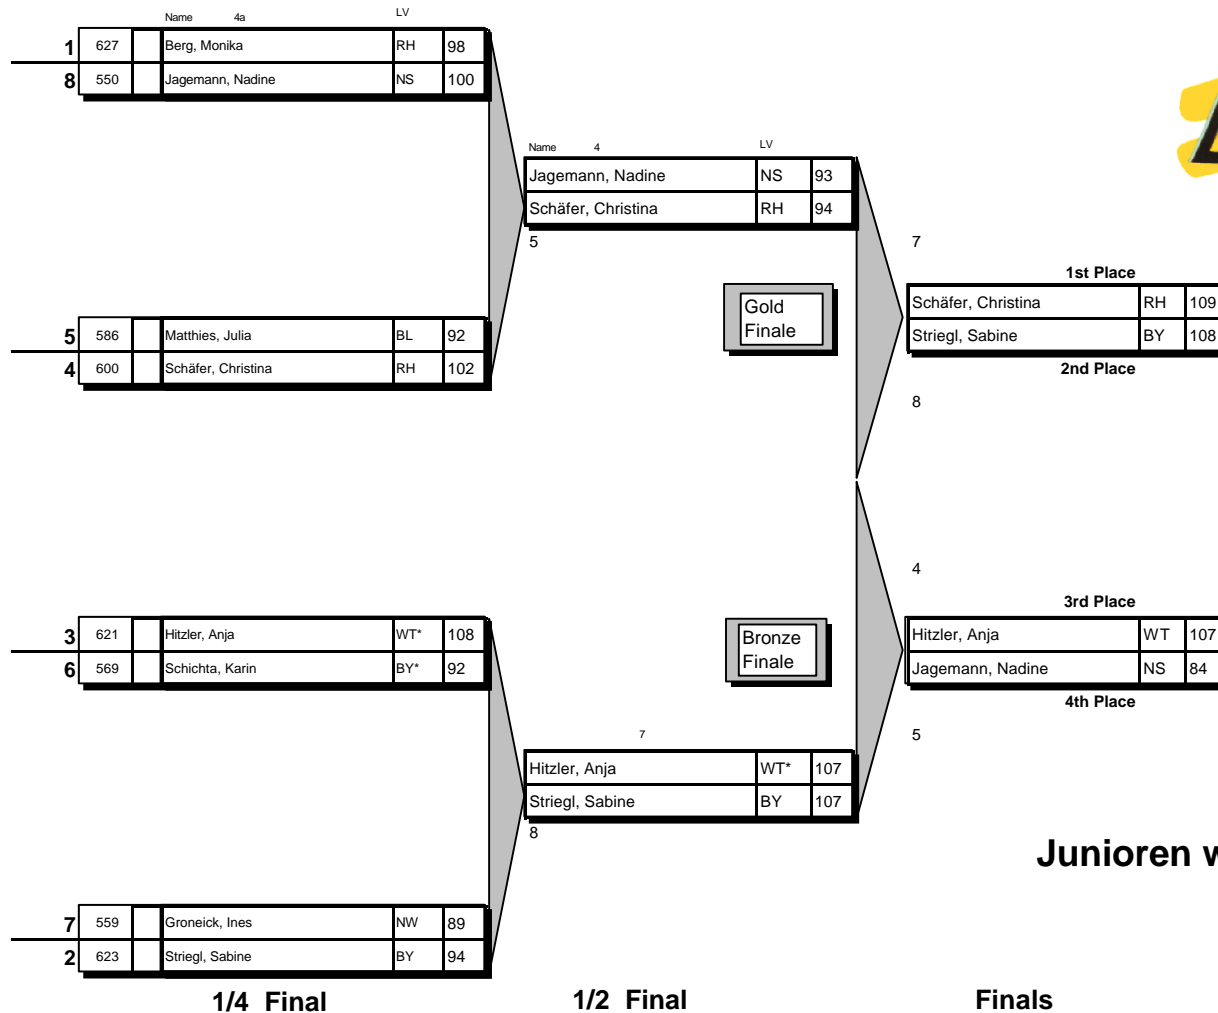 Name 4a LV
1 627 Berg, Monika RH 98
8 550 Jagemann, Nadine NS 100
Name 4 LV
Jagemann, Nadine NS 93
Schäfer, Christina RH 94
5
7
1st Place
Gold
Finale
Schäfer, Christina RH 109
Striegl, Sabine BY 108
2nd Place
5 586 Matthies, Julia BL 92
4 600 Schäfer, Christina RH 102
8
4
3rd Place
3 621 Hitzler, Anja WT* 108
6 569 Schichta, Karin BY* 92
Bronze
Finale
Hitzler, Anja WT 107
Jagemann, Nadine NS 84
4th Place
7
5
Hitzler, Anja WT* 107
Striegl, Sabine BY 107
8
Junioren w
7 559 Groneick, Ines NW 89
2 623 Striegl, Sabine BY 94
1/4 Final 1/2 Final Finals